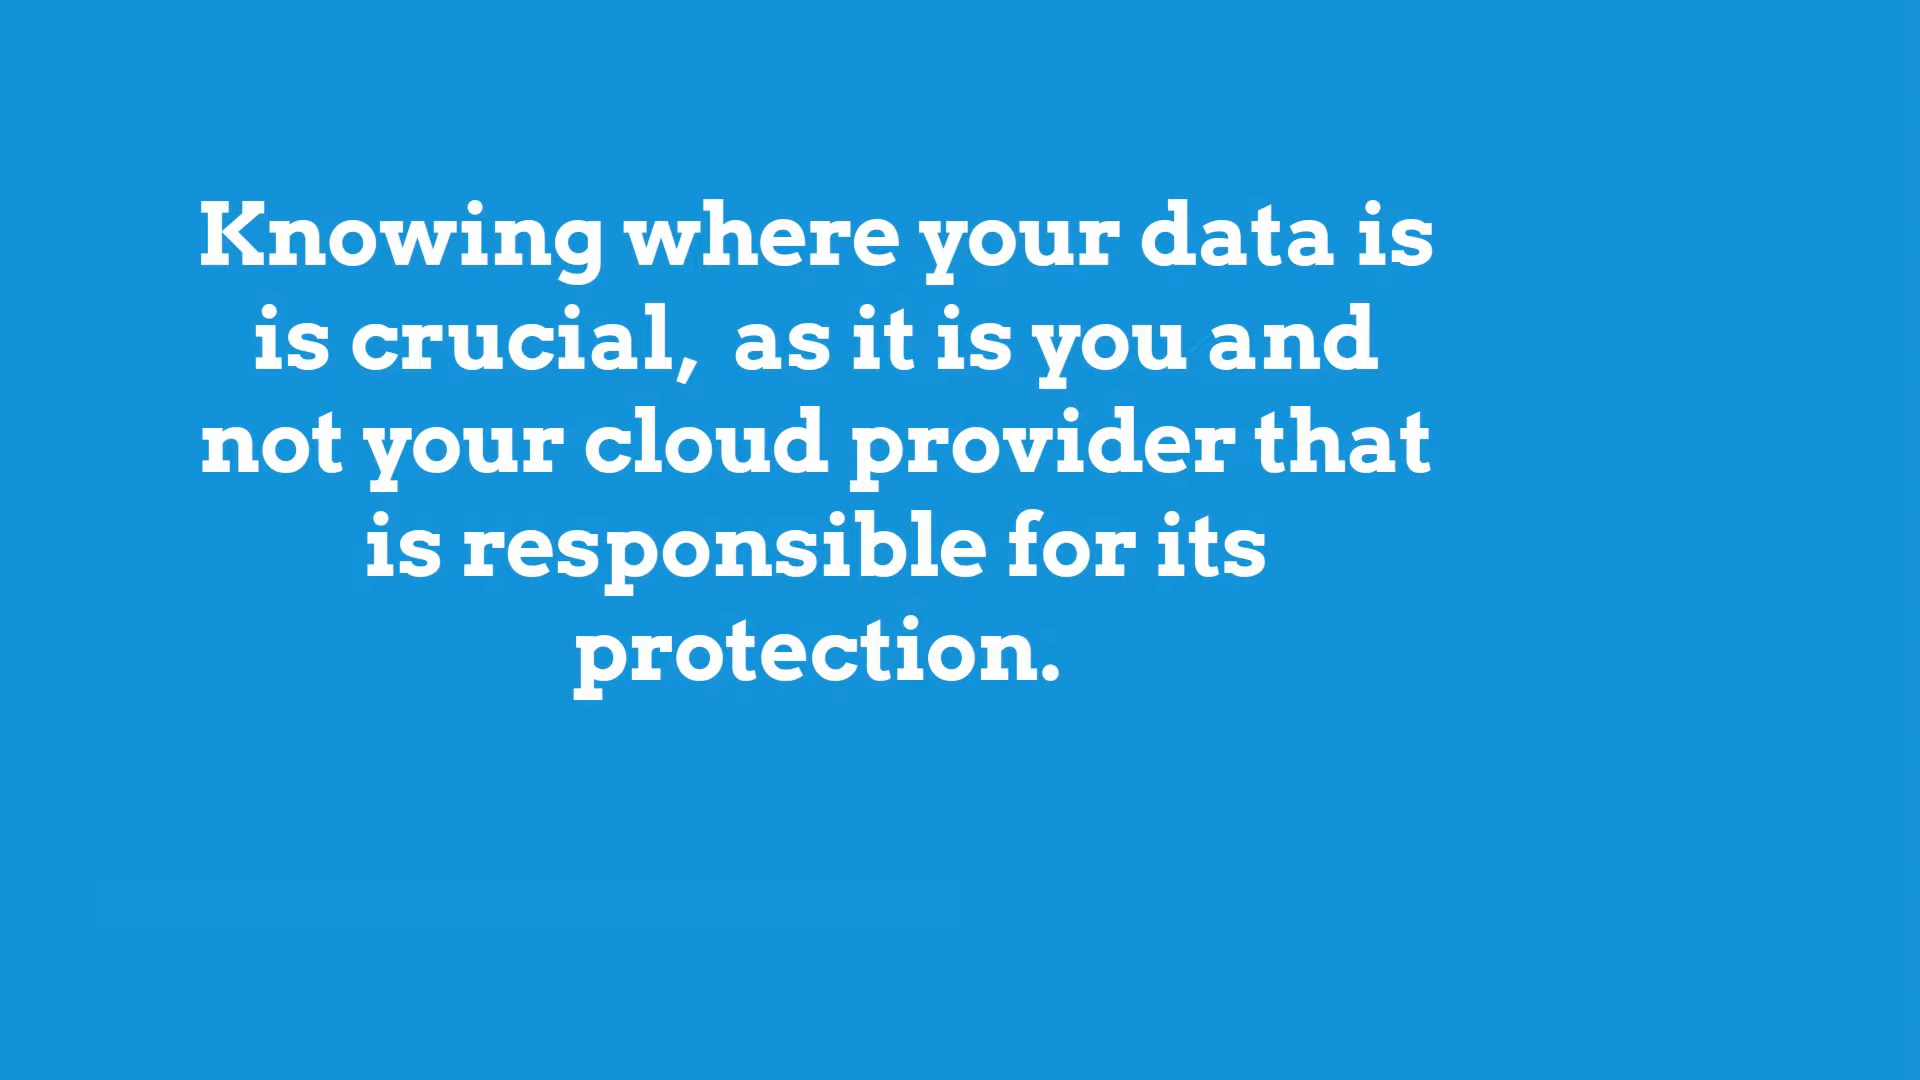 Knowing where your data is
is crucial,  as it is you and
not your cloud provider that
is responsible for its
protection.